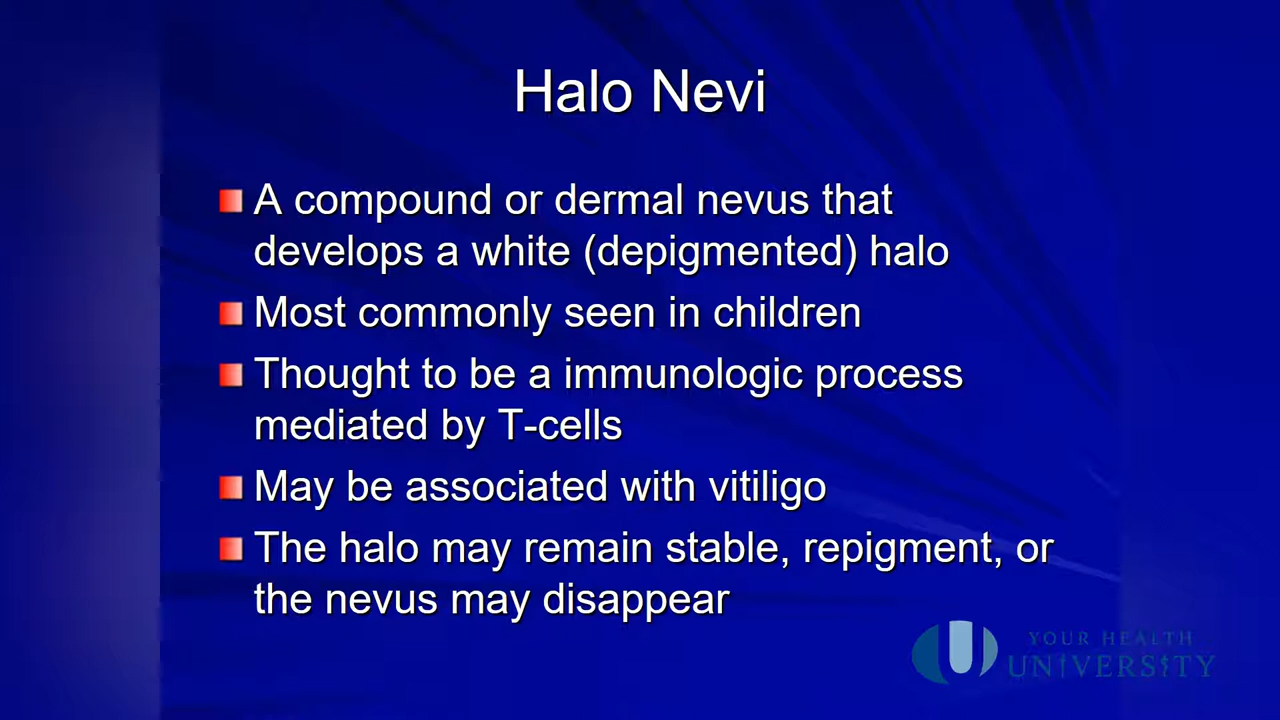 Halo Nevi
A compound or dermal nevus that
develops a white (depigmented) halo
Most commonly seen in children
Thought to be a immunologic process
mediated by T-cells
May be associated with vitiligo
The halo may remain stable, repigment, or
the nevus may disappear
YOUR HEALTH
UNIVERSITY